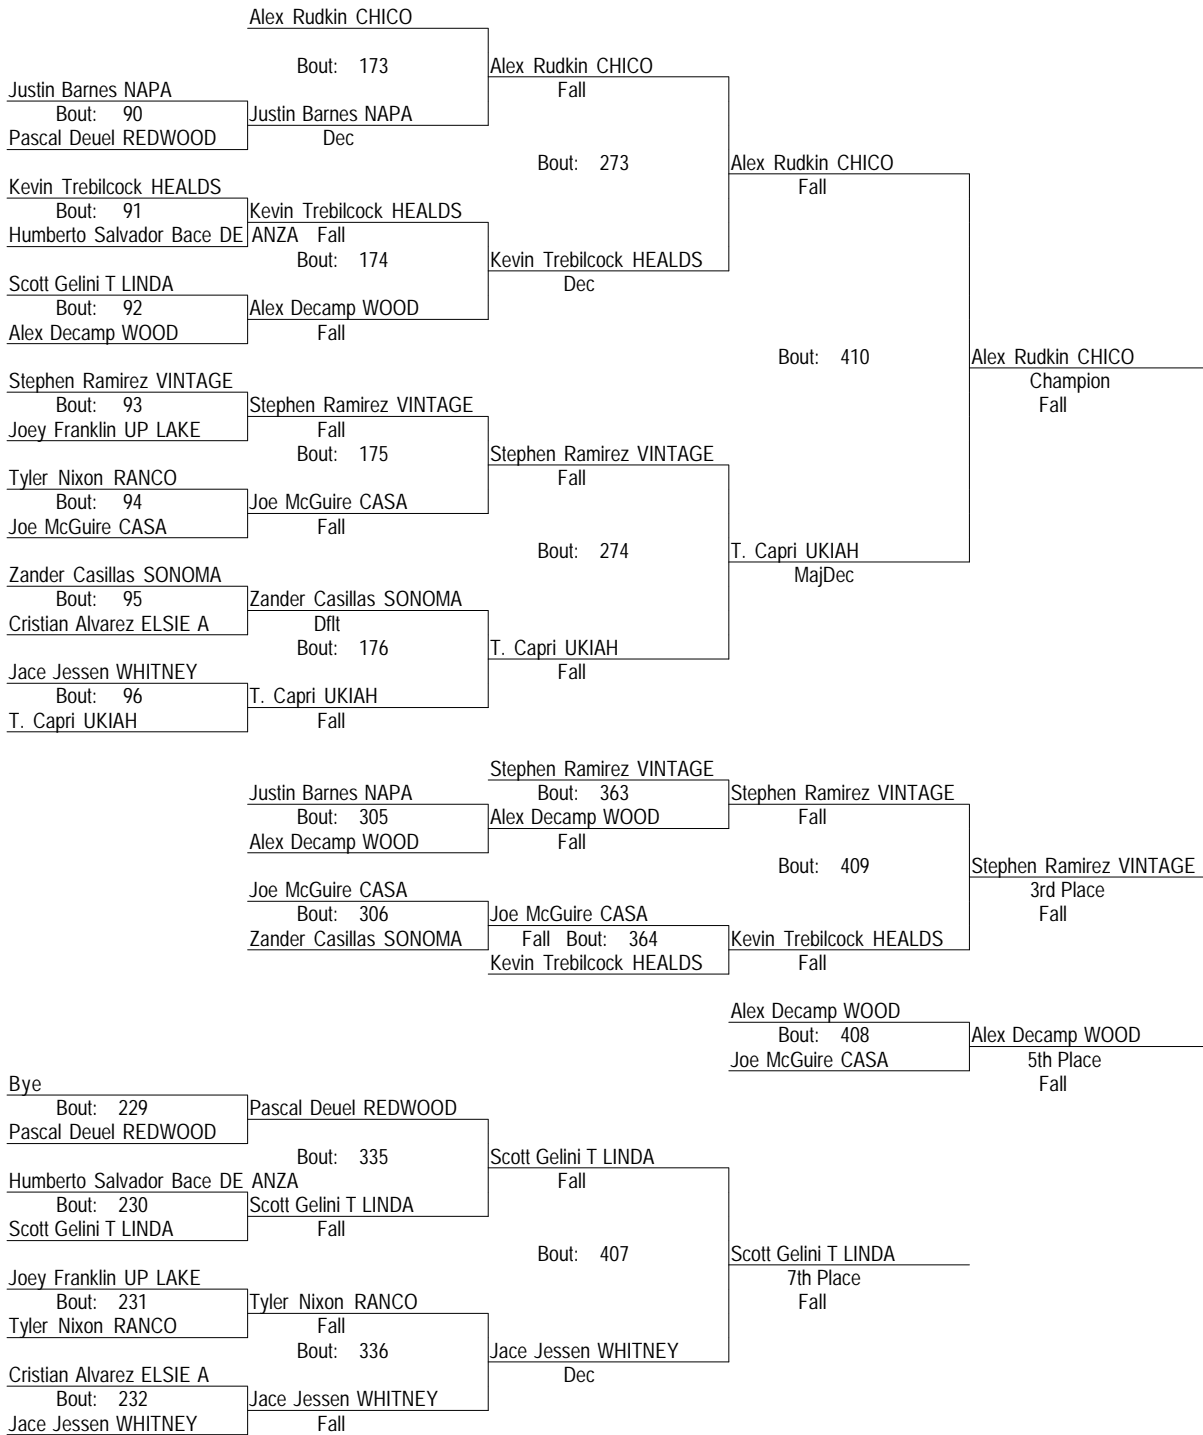 Alex Rudkin CHICO
Bout: 173
Alex Rudkin CHICO
Justin Barnes NAPA
Fall
Bout: 90
Justin Barnes NAPA
Pascal Deuel REDWOOD
Dec
Bout: 273
Alex Rudkin CHICO
Kevin Trebilcock HEALDS
Fall
Bout: 91
Kevin Trebilcock HEALDS
Humberto Salvador Bace DE ANZA
Fall
Bout: 174
Kevin Trebilcock HEALDS
Scott Gelini T LINDA
Dec
Bout: 92
Alex Decamp WOOD
Alex Decamp WOOD
Fall
Bout: 410
Alex Rudkin CHICO
Stephen Ramirez VINTAGE
Champion
Bout: 93
Stephen Ramirez VINTAGE
Fall
Joey Franklin UP LAKE
Fall
Bout: 175
Stephen Ramirez VINTAGE
Tyler Nixon RANCO
Fall
Bout: 94
Joe McGuire CASA
Joe McGuire CASA
Fall
Bout: 274
T. Capri UKIAH
Zander Casillas SONOMA
MajDec
Bout: 95
Zander Casillas SONOMA
Cristian Alvarez ELSIE A
Dflt
Bout: 176
T. Capri UKIAH
Jace Jessen WHITNEY
Fall
Bout: 96
T. Capri UKIAH
T. Capri UKIAH
Fall
Stephen Ramirez VINTAGE
Justin Barnes NAPA
Bout: 363
Stephen Ramirez VINTAGE
Bout: 305
Alex Decamp WOOD
Fall
Alex Decamp WOOD
Fall
Bout: 409
Stephen Ramirez VINTAGE
Joe McGuire CASA
3rd Place
Bout: 306
Joe McGuire CASA
Fall
Zander Casillas SONOMA
Fall Bout: 364
Kevin Trebilcock HEALDS
Kevin Trebilcock HEALDS
Fall
Alex Decamp WOOD
Bout: 408
Alex Decamp WOOD
Joe McGuire CASA
5th Place
Fall
Bye
Bout: 229
Pascal Deuel REDWOOD
Pascal Deuel REDWOOD
Bout: 335
Scott Gelini T LINDA
Humberto Salvador Bace DE ANZA
Fall
Bout: 230
Scott Gelini T LINDA
Scott Gelini T LINDA
Fall
Bout: 407
Scott Gelini T LINDA
Joey Franklin UP LAKE
7th Place
Bout: 231
Tyler Nixon RANCO
Fall
Tyler Nixon RANCO
Fall
Bout: 336
Jace Jessen WHITNEY
Cristian Alvarez ELSIE A
Dec
Bout: 232
Jace Jessen WHITNEY
Jace Jessen WHITNEY
Fall